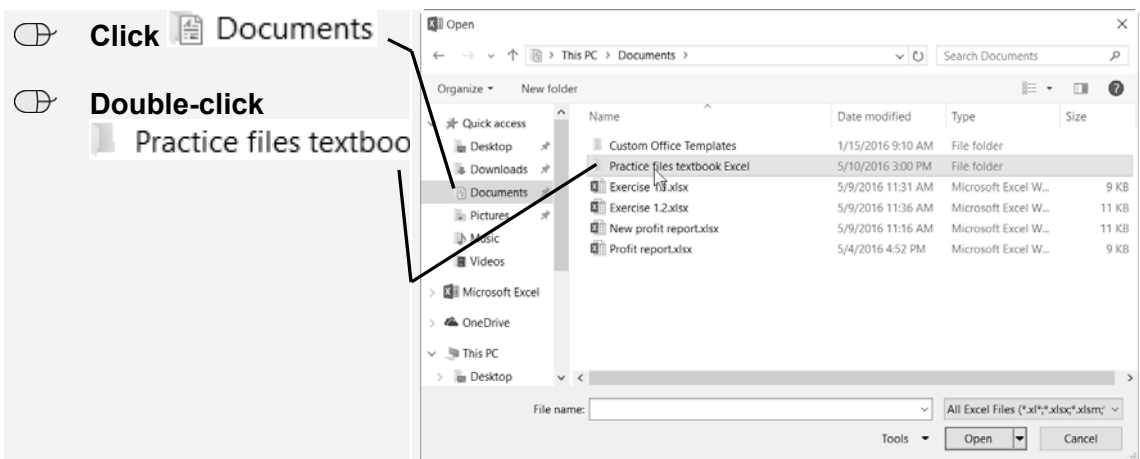 Click Documents
Double-click
Practice files textboo
Open
This PC > Documents >
Search Documents
Organize
New folder
Name
Date modified
Type
Size
Quick access
Desktop
Downloads
Documents
Pictures
Music
Videos
Microsoft Excel
OneDrive
This PC
Desktop
Custom Office Templates 1/15/2016 9:10 AM File folder
Practice files textbook Excel 5/10/2016 3:00 PM File folder
Exercise .xlsx 5/9/2016 11:31 AM Microsoft Excel W... 9 KB
Exercise 1.2.xlsx 5/9/2016 11:36 AM Microsoft Excel W... 11 KB
New profit report.xlsx 5/9/2016 11:16 AM Microsoft Excel W... 11 KB
Profit report.xlsx 5/4/2016 4:52 PM Microsoft Excel W... 9 KB
File name:
All Excel Files (*.xl*;*.xlsx;*.xlsm;
Tools
Open
Cancel